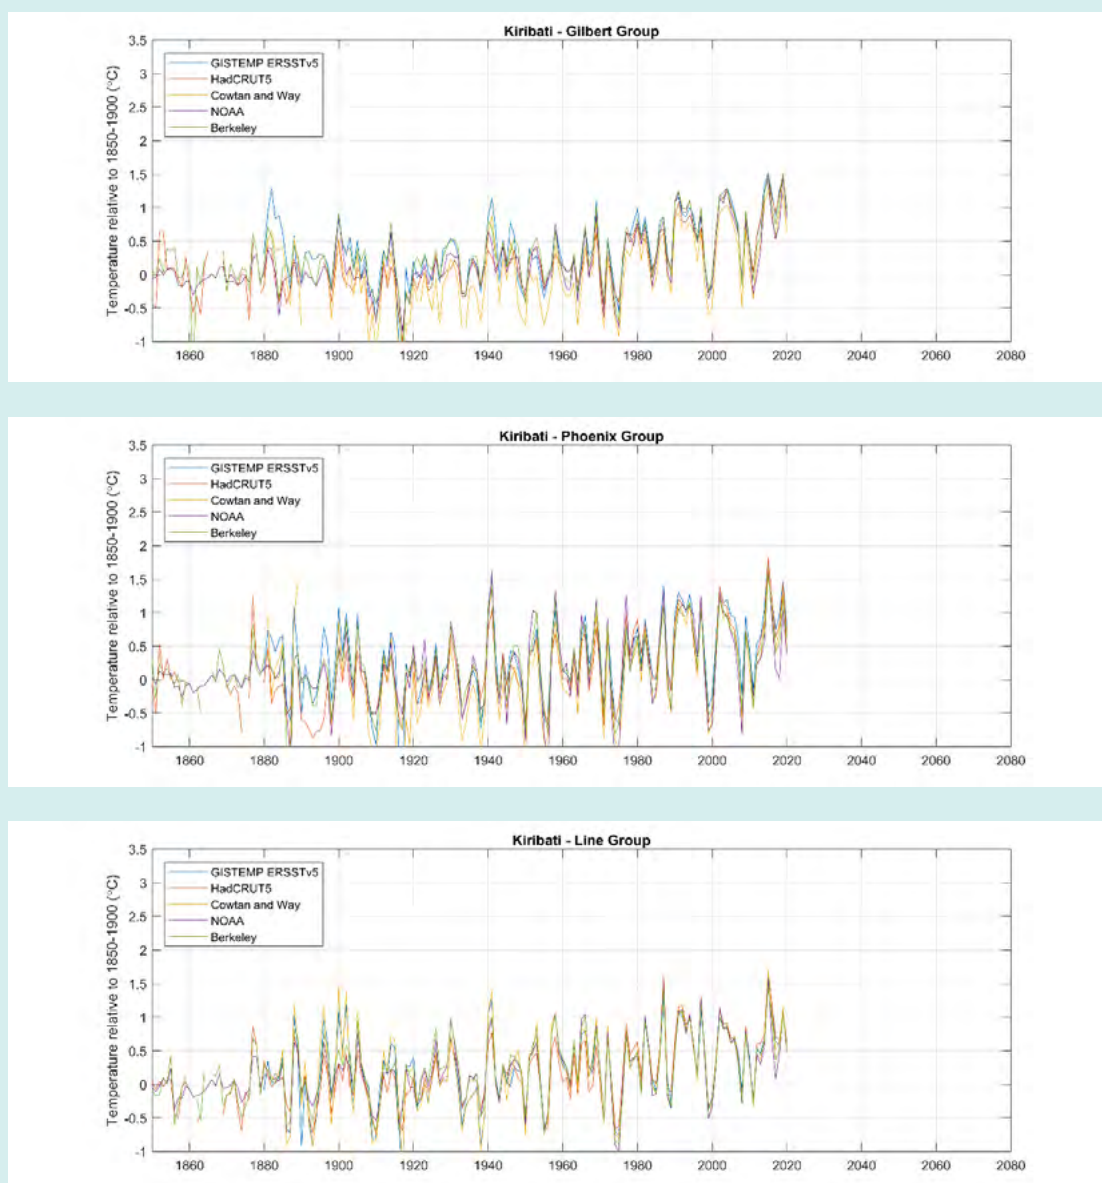 Kiribati - Gilbert Group
3.5
3
2.5
2
1.5
1
0.5
0
-0.5
-1
Temperature relative to 1850-1900 (°C)
GISTEMP ERSSTv5
HadCRUT5
Cowtan and Way
NOAA
Berkeley
1860 1880 1900 1920 1940 1960 1980 2000 2020 2040 2060 2080
Kiribati - Phoenix Group
3.5
3
2.5
2
1.5
1
0.5
0
-0.5
-1
Temperature relative to 1850-1900 (°C)
GISTEMP ERSSTv5
HadCRUT5
Cowtan and Way
NOAA
Berkeley
1860 1880 1900 1920 1940 1960 1980 2000 2020 2040 2060 2080
Kiribati - Line Group
3.5
3
2.5
2
1.5
1
0.5
0
-0.5
-1
Temperature relative to 1850-1900 (°C)
GISTEMP ERSSTv5
HadCRUT5
Cowtan and Way
NOAA
Berkeley
1860 1880 1900 1920 1940 1960 1980 2000 2020 2040 2060 2080